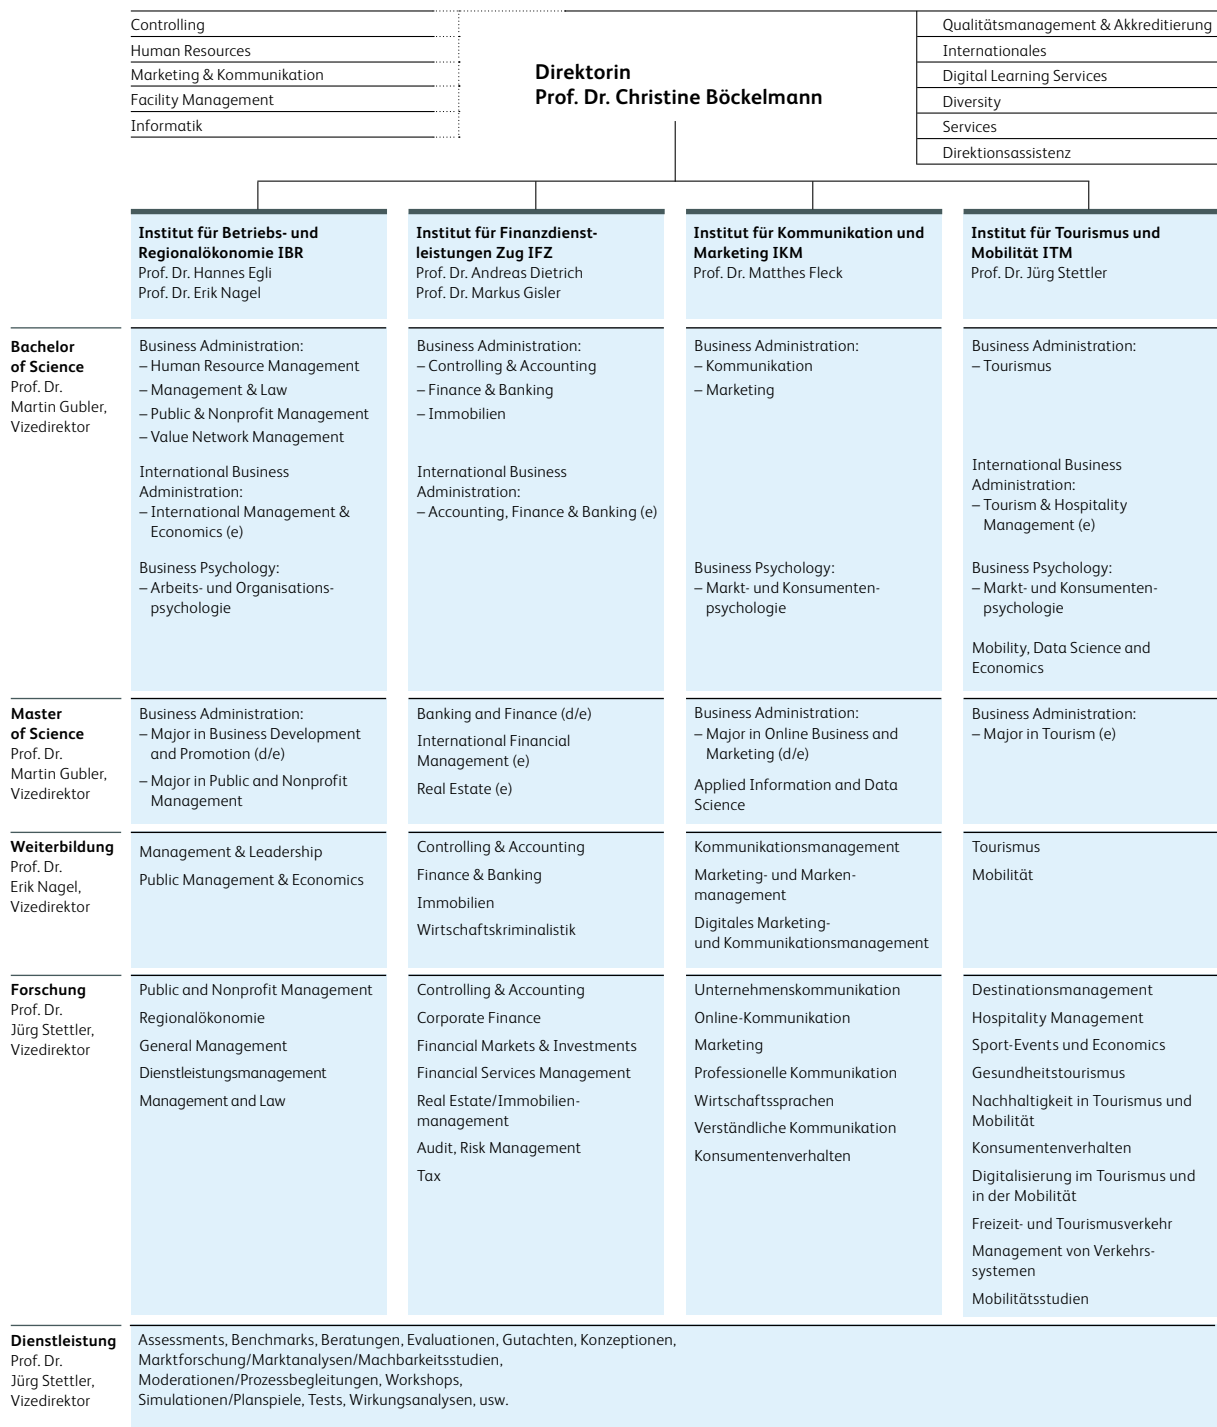 Controlling
Human Resources
Marketing & Kommunikation
Facility Management
Informatik
Direktorin
Prof. Dr. Christine Böckelmann
Qualitätsmanagement & Akkreditierung
Internationales
Digital Learning Services
Diversity
Services
Direktionsassistenz
Institut für Betriebs- und
Regionalökonomie IBR
Prof. Dr. Hannes Egli
Prof. Dr. Erik Nagel
Institut für Finanzdienst-
leistungen Zug IFZ
Prof. Dr. Andreas Dietrich
Prof. Dr. Markus Gisler
Institut für Kommunikation und
Marketing IKM
Prof. Dr. Matthes Fleck
Institut für Tourismus und
Mobilität ITM
Prof. Dr. Jürg Stettler
Bachelor
of Science
Prof. Dr.
Martin Gubler,
Vizedirektor
Business Administration:
– Human Resource Management
– Management & Law
– Public & Nonprofit Management
– Value Network Management
International Business
Administration:
– International Management &
Economics (e)
Business Psychology:
– Arbeits- und Organisations-
psychologie
Business Administration:
– Controlling & Accounting
– Finance & Banking
– Immobilien
International Business
Administration:
– Accounting, Finance & Banking (e)
Business Administration:
– Kommunikation
– Marketing
Business Psychology:
– Markt- und Konsumenten-
psychologie
Business Administration:
– Tourismus
International Business
Administration:
– Tourism & Hospitality
Management (e)
Business Psychology:
– Markt- und Konsumenten-
psychologie
Mobility, Data Science and
Economics
Master
of Science
Prof. Dr.
Martin Gubler,
Vizedirektor
Business Administration:
– Major in Business Development
and Promotion (d/e)
– Major in Public and Nonprofit
Management
Banking and Finance (d/e)
International Financial
Management (e)
Real Estate (e)
Business Administration:
– Major in Online Business and
Marketing (d/e)
Applied Information and Data
Science
Business Administration:
– Major in Tourism (e)
Weiterbildung
Prof. Dr.
Erik Nagel,
Vizedirektor
Management & Leadership
Public Management & Economics
Controlling & Accounting
Finance & Banking
Immobilien
Wirtschaftskriminalistik
Kommunikationsmanagement
Marketing- und Marken-
management
Digitales Marketing-
und Kommunikationsmanagement
Tourismus
Mobilität
Forschung
Prof. Dr.
Jürg Stettler,
Vizedirektor
Public and Nonprofit Management
Regionalökonomie
General Management
Dienstleistungsmanagement
Management and Law
Controlling & Accounting
Corporate Finance
Financial Markets & Investments
Financial Services Management
Real Estate/Immobilien-
management
Audit, Risk Management
Tax
Unternehmenskommunikation
Online-Kommunikation
Marketing
Professionelle Kommunikation
Wirtschaftssprachen
Verständliche Kommunikation
Konsumentenverhalten
Destinationsmanagement
Hospitality Management
Sport-Events und Economics
Gesundheitstourismus
Nachhaltigkeit in Tourismus und
Mobilität
Konsumentenverhalten
Digitalisierung im Tourismus und
in der Mobilität
Freizeit- und Tourismusverkehr
Management von Verkehrs-
systemen
Mobilitätsstudien
Dienstleistung
Prof. Dr.
Jürg Stettler,
Vizedirektor
Assessments, Benchmarks, Beratungen, Evaluationen, Gutachten, Konzeptionen,
Marktforschung/Marktanalysen/Machbarkeitsstudien,
Moderationen/Prozessbegleitungen, Workshops,
Simulationen/Planspiele, Tests, Wirkungsanalysen, usw.